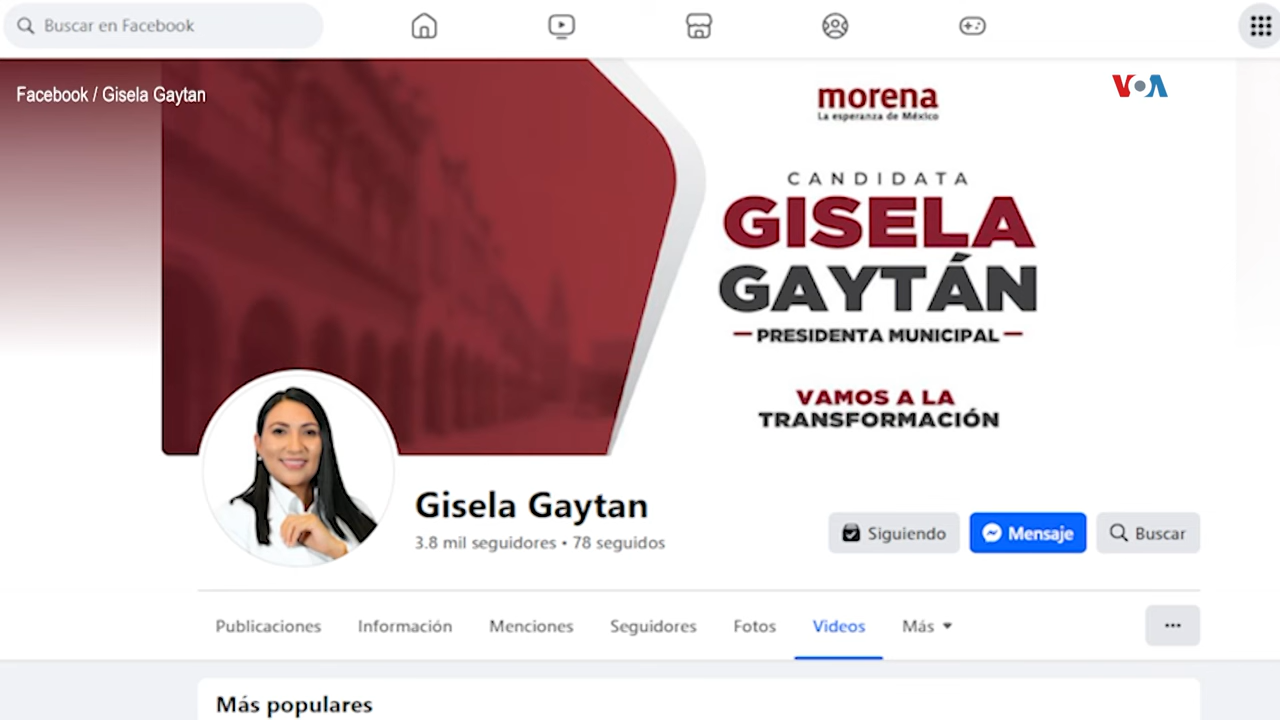 Buscar en Facebook
Facebook / Gisela Gaytan
VOA
morena
La esperanza de México
CANDIDATA
GISELA
GAYTÁN
PRESIDENTA MUNICIPAL
VAMOS A LA
TRANSFORMACIÓN
Gisela Gaytan
3.8 mil seguidores • 78 seguidos
Siguiendo
Mensaje
Buscar
Publicaciones Información Menciones Seguidores Fotos Videos Más
Más populares